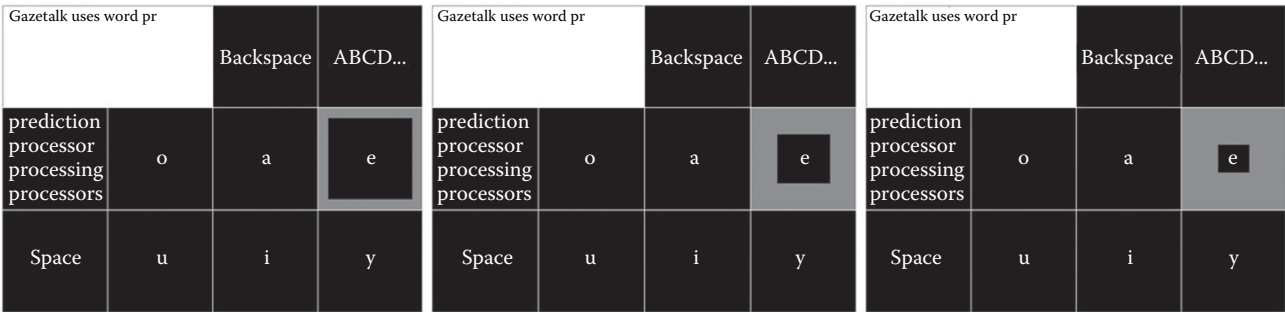 Gazetalk uses word pr
Backspace ABCD...
prediction
processor
processing
processors
o a e
Space u i y
Gazetalk uses word pr
Backspace ABCD...
prediction
processor
processing
processors
o a e
Space u i y
Gazetalk uses word pr
Backspace ABCD...
prediction
processor
processing
processors
o a e
Space u i y